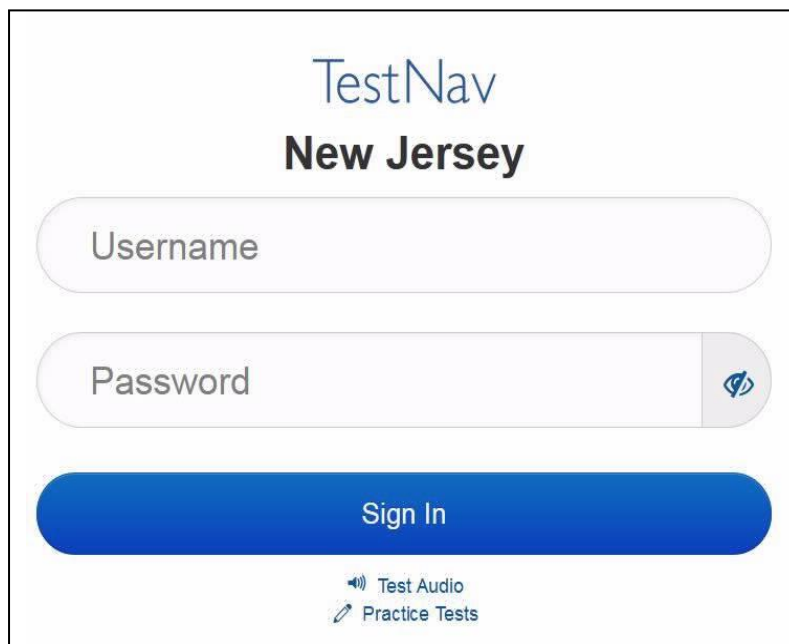 TestNav
New Jersey
Username
Password
Sign In
Test Audio
Practice Tests